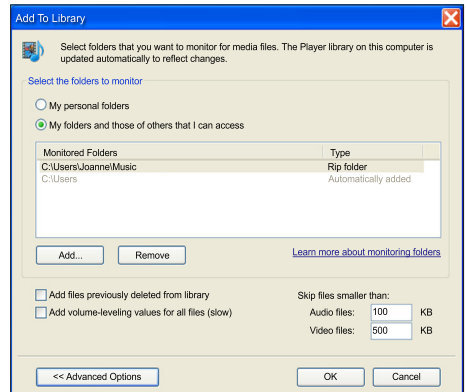 Add To Library
Select folders that you want to monitor for media files. The Player library on this computer is
updated automatically to reflect changes.
Select the folders to monitor
My personal folders
My folders and those of others that I can access
Monitored Folders Type
C:\Users\Joanne\Music Rip folder
C:\Users Automatically added
Add... Remove Learn more about monitoring folders
Add files previously deleted from library Skip files smaller than:
Add volume-leveling values for all files (slow) Audio files: 100 KB
Video files: 500 KB
<< Advanced Options OK Cancel